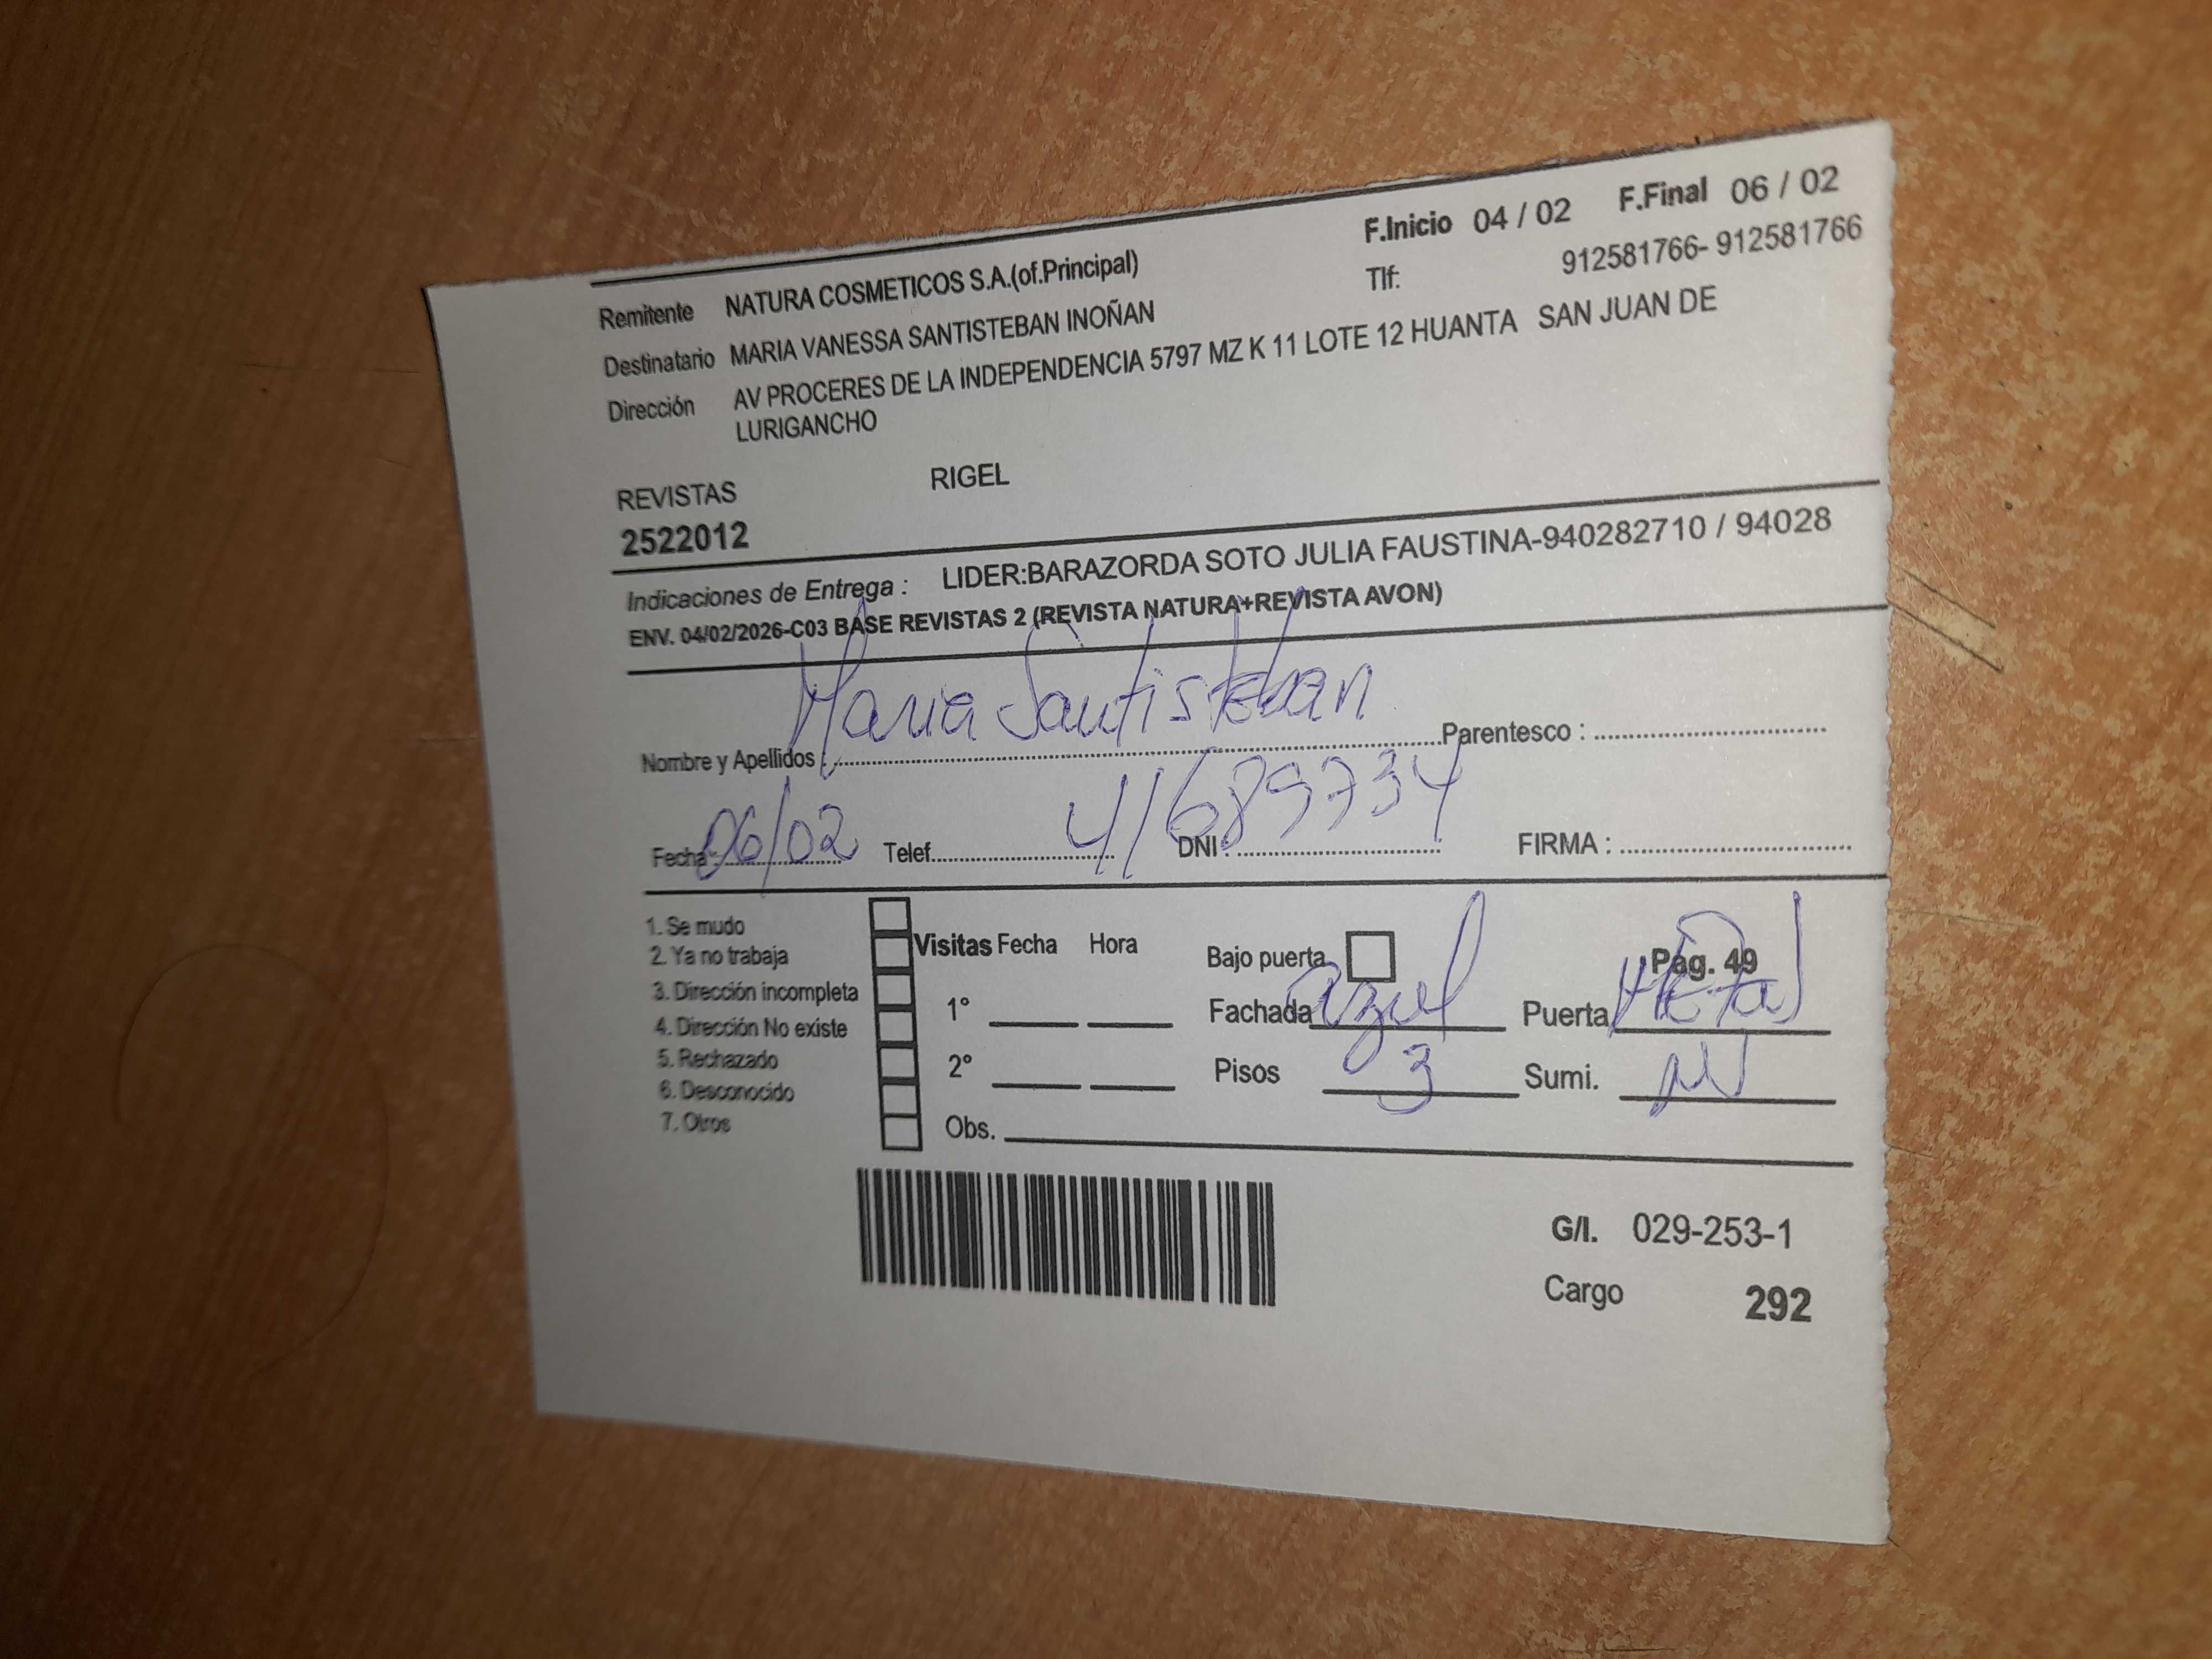 F.Inicio 04 / 02 F.Final 06 / 02
Remitente NATURA COSMETICOS S.A.(of.Principal) Tlf: 912581766- 912581766
Destinatario MARIA VANESSA SANTISTEBAN INOÑAN
Dirección AV PROCERES DE LA INDEPENDENCIA 5797 MZ K 11 LOTE 12 HUANTA SAN JUAN DE
LURIGANCHO
REVISTAS RIGEL
2522012
Indicaciones de Entrega : LIDER:BARAZORDA SOTO JULIA FAUSTINA-940282710 / 94028
ENV. 04/02/2026-C03 BASE REVISTAS 2 (REVISTA NATURA+REVISTA AVON)
Nombre y Apellidos : Maria Santisteban Parentesco :
Fecha : 06/02 Telef. DNI : 41689734 FIRMA :
1. Se mudo
2. Ya no trabaja
3. Dirección incompleta
4. Dirección No existe
5. Rechazado
6. Desconocido
7. Otros
Visitas Fecha Hora
1°
2°
Obs.
Bajo puerta Pag. 49
Fachada azul Puerta Metal
Pisos 3 Sumi.
G/I. 029-253-1
Cargo 292